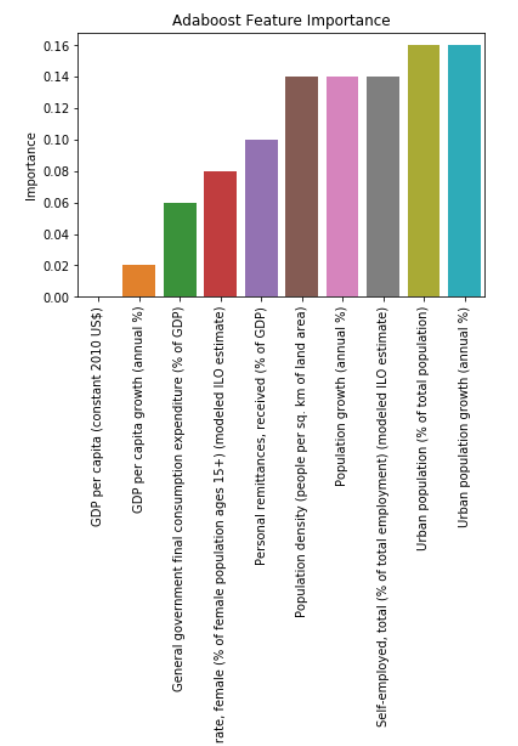 Adaboost Feature Importance
0.16
0.14
0.12
0.10
0.08
0.06
0.04
0.02
0.00
Importance
GDP per capita (constant 2010 US$)
GDP per capita growth (annual %)
General government final consumption expenditure (% of GDP)
rate, female (% of female population ages 15+) (modeled ILO estimate)
Personal remittances, received (% of GDP)
Population density (people per sq. km of land area)
Population growth (annual %)
Self-employed, total (% of total employment) (modeled ILO estimate)
Urban population (% of total population)
Urban population growth (annual %)